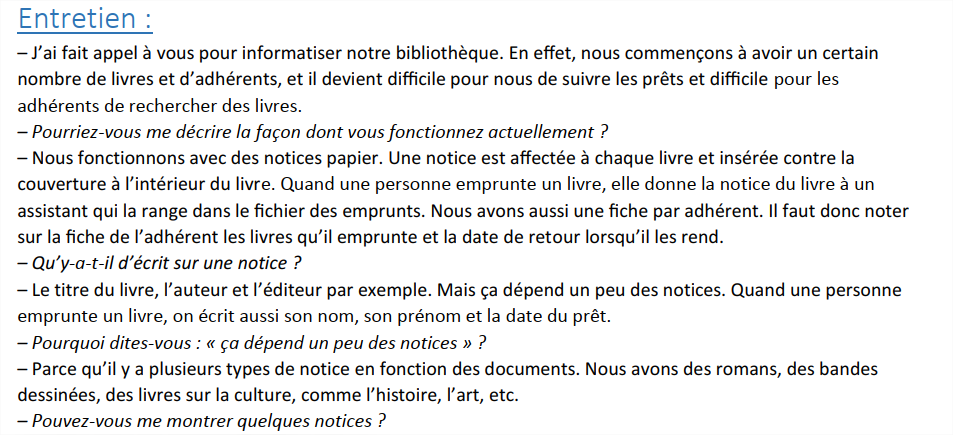 Entretien :
– J’ai fait appel à vous pour informatiser notre bibliothèque. En effet, nous commençons à avoir un certain
nombre de livres et d’adhérents, et il devient difficile pour nous de suivre les prêts et difficile pour les
adhérents de rechercher des livres.
– Pourriez-vous me décrire la façon dont vous fonctionnez actuellement ?
– Nous fonctionnons avec des notices papier. Une notice est affectée à chaque livre et insérée contre la
couverture à l’intérieur du livre. Quand une personne emprunte un livre, elle donne la notice du livre à un
assistant qui la range dans le fichier des emprunts. Nous avons aussi une fiche par adhérent. Il faut donc noter
sur la fiche de l’adhérent les livres qu’il emprunte et la date de retour lorsqu’il les rend.
– Qu’y-a-t-il d’écrit sur une notice ?
– Le titre du livre, l’auteur et l’éditeur par exemple. Mais ça dépend un peu des notices. Quand une personne
emprunte un livre, on écrit aussi son nom, son prénom et la date du prêt.
– Pourquoi dites-vous : « ça dépend un peu des notices » ?
– Parce qu’il y a plusieurs types de notice en fonction des documents. Nous avons des romans, des bandes
dessinées, des livres sur la culture, comme l’histoire, l’art, etc.
– Pouvez-vous me montrer quelques notices ?